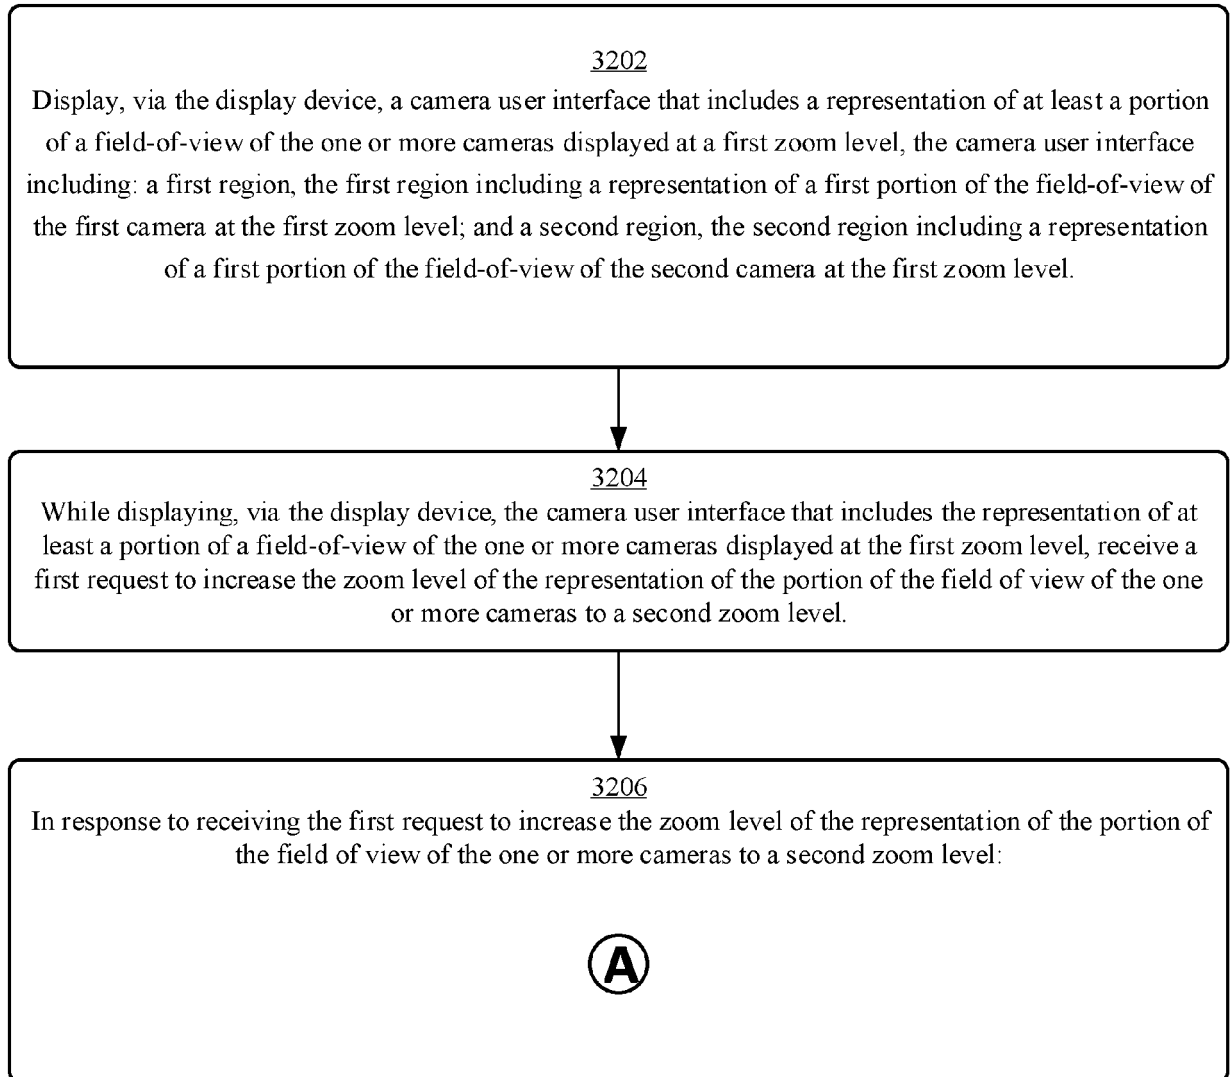 3202
Display, via the display device, a camera user interface that includes a representation of at least a portion
of a field-of-view of the one or more cameras displayed at a first zoom level, the camera user interface
including: a first region, the first region including a representation of a first portion of the field-of-view of
the first camera at the first zoom level; and a second region, the second region including a representation
of a first portion of the field-of-view of the second camera at the first zoom level.
3204
While displaying, via the display device, the camera user interface that includes the representation of at
least a portion of a field-of-view of the one or more cameras displayed at the first zoom level, receive a
first request to increase the zoom level of the representation of the portion of the field of view of the one
or more cameras to a second zoom level.
3206
In response to receiving the first request to increase the zoom level of the representation of the portion of
the field of view of the one or more cameras to a second zoom level:
A